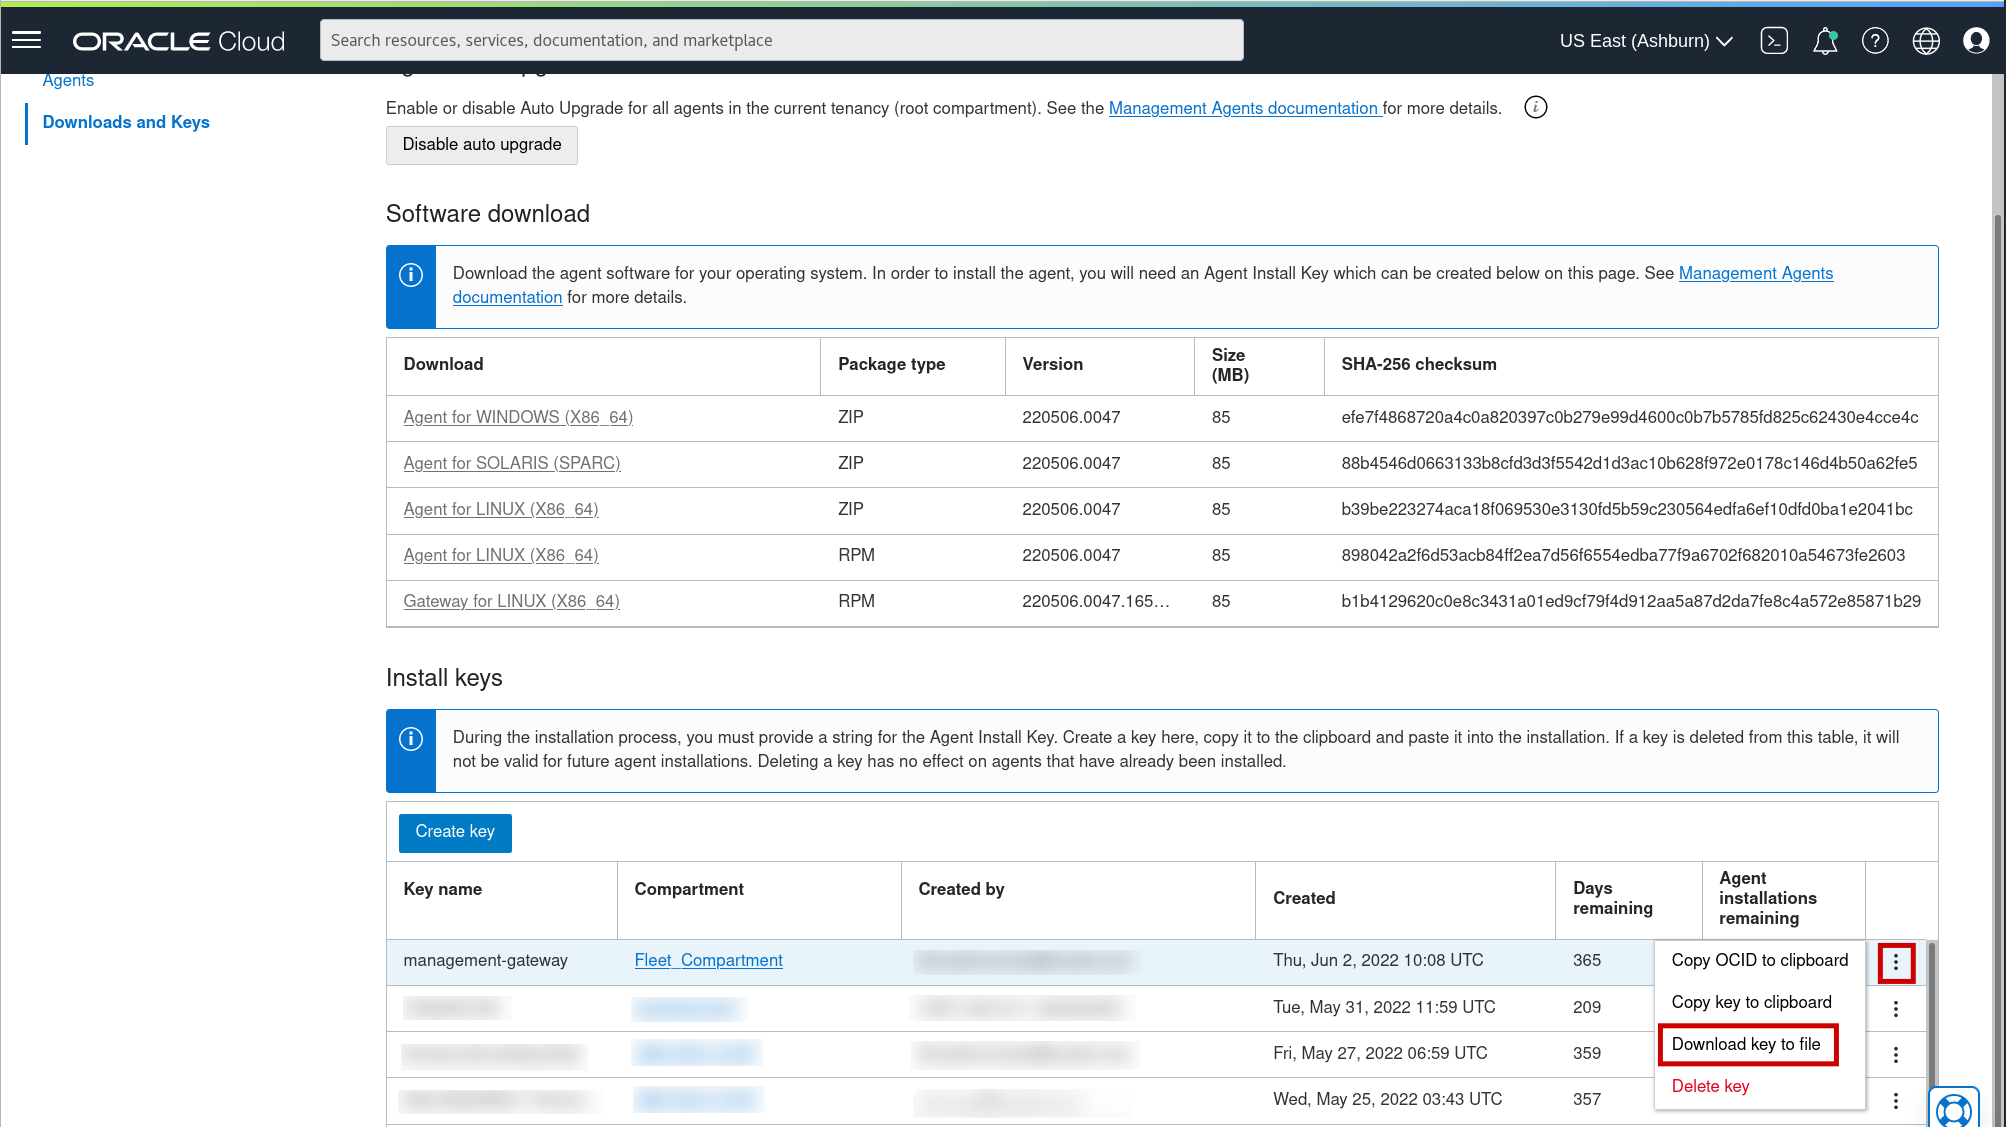 ORACLE Cloud
Search resources, services, documentation, and marketplace
US East (Ashburn)
Agents
Downloads and Keys
Enable or disable Auto Upgrade for all agents in the current tenancy (root compartment). See the Management Agents documentation for more details.
Disable auto upgrade
Software download
Download the agent software for your operating system. In order to install the agent, you will need an Agent Install Key which can be created below on this page. See Management Agents
documentation for more details.
Download Package type Version Size (MB) SHA-256 checksum
Agent for WINDOWS (X86_64) ZIP 220506.0047 85 efe7f4868720a4c0a820397c0b279e99d4600c0b7b5785fd825c62430e4cce4c
Agent for SOLARIS (SPARC) ZIP 220506.0047 85 88b4546d0663133b8cfd3d3f5542d1d3ac10b628f972e0178c146d4b50a62fe5
Agent for LINUX (X86_64) ZIP 220506.0047 85 b39be223274aca18f069530e3130fd5b59c230564edfa6ef10dfd0ba1e2041bc
Agent for LINUX (X86_64) RPM 220506.0047 85 898042a2f6d53acb84ff2ea7d56f6554edba77f9a6702f682010a54673fe2603
Gateway for LINUX (X86_64) RPM 220506.0047.165… 85 b1b4129620c0e8c3431a01ed9cf79f4d912aa5a87d2da7fe8c4a572e85871b29
Install keys
During the installation process, you must provide a string for the Agent Install Key. Create a key here, copy it to the clipboard and paste it into the installation. If a key is deleted from this table, it will
not be valid for future agent installations. Deleting a key has no effect on agents that have already been installed.
Create key
Key name Compartment Created by Created Days remaining Agent installations remaining
management-gateway Fleet_Compartment Thu, Jun 2, 2022 10:08 UTC 365
Tue, May 31, 2022 11:59 UTC 209
Fri, May 27, 2022 06:59 UTC 359
Wed, May 25, 2022 03:43 UTC 357
Copy OCID to clipboard
Copy key to clipboard
Download key to file
Delete key